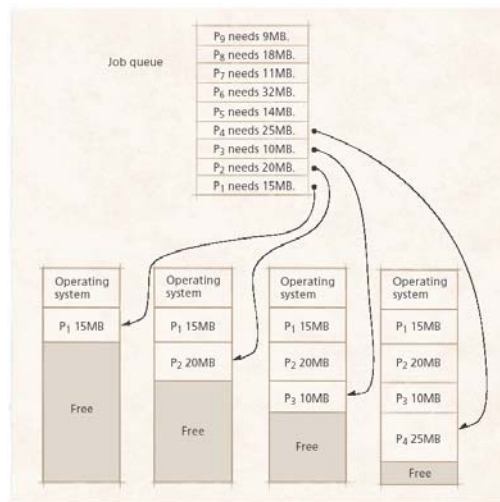 Job queue
P₉ needs 9MB.
P₈ needs 18MB.
P₇ needs 11MB.
P₆ needs 32MB.
P₅ needs 14MB.
P₄ needs 25MB.
P₃ needs 10MB.
P₂ needs 20MB.
P₁ needs 15MB.
Operating
system
P₁ 15MB
Free
Operating
system
P₁ 15MB
P₂ 20MB
Free
Operating
system
P₁ 15MB
P₂ 20MB
P₃ 10MB
Free
Operating
system
P₁ 15MB
P₂ 20MB
P₃ 10MB
P₄ 25MB
Free